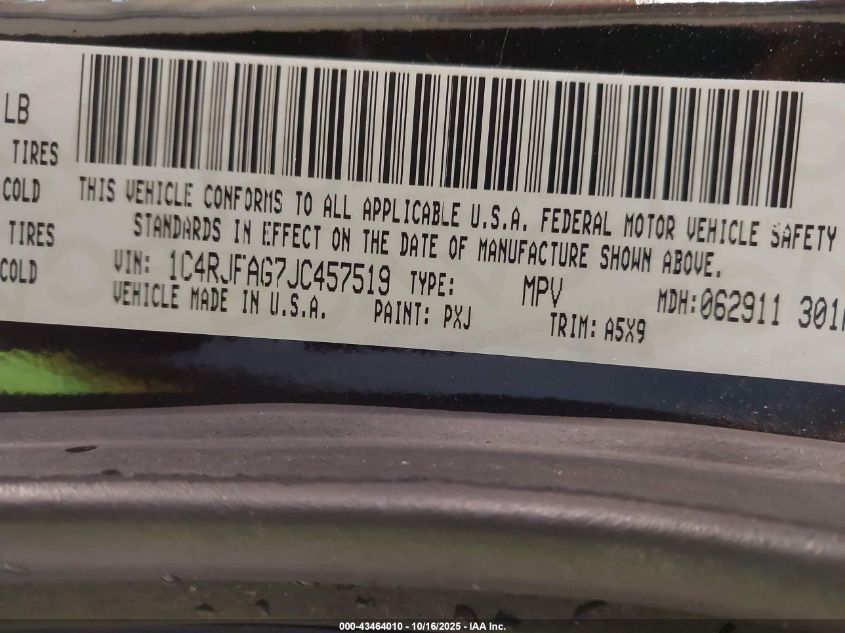 LB
TIRES
COLD
TIRES
COLD
THIS VEHICLE CONFORMS TO ALL APPLICABLE U.S.A. FEDERAL MOTOR VEHICLE SAFETY
STANDARDS IN EFFECT ON THE DATE OF MANUFACTURE SHOWN ABOVE.
VIN: 1C4RJFAG7JC457519 TYPE: MPV MDH:062911 301
VEHICLE MADE IN U.S.A. PAINT: PXJ TRIM: A5X9
000-43464010 - 10/16/2025 - IAA Inc.